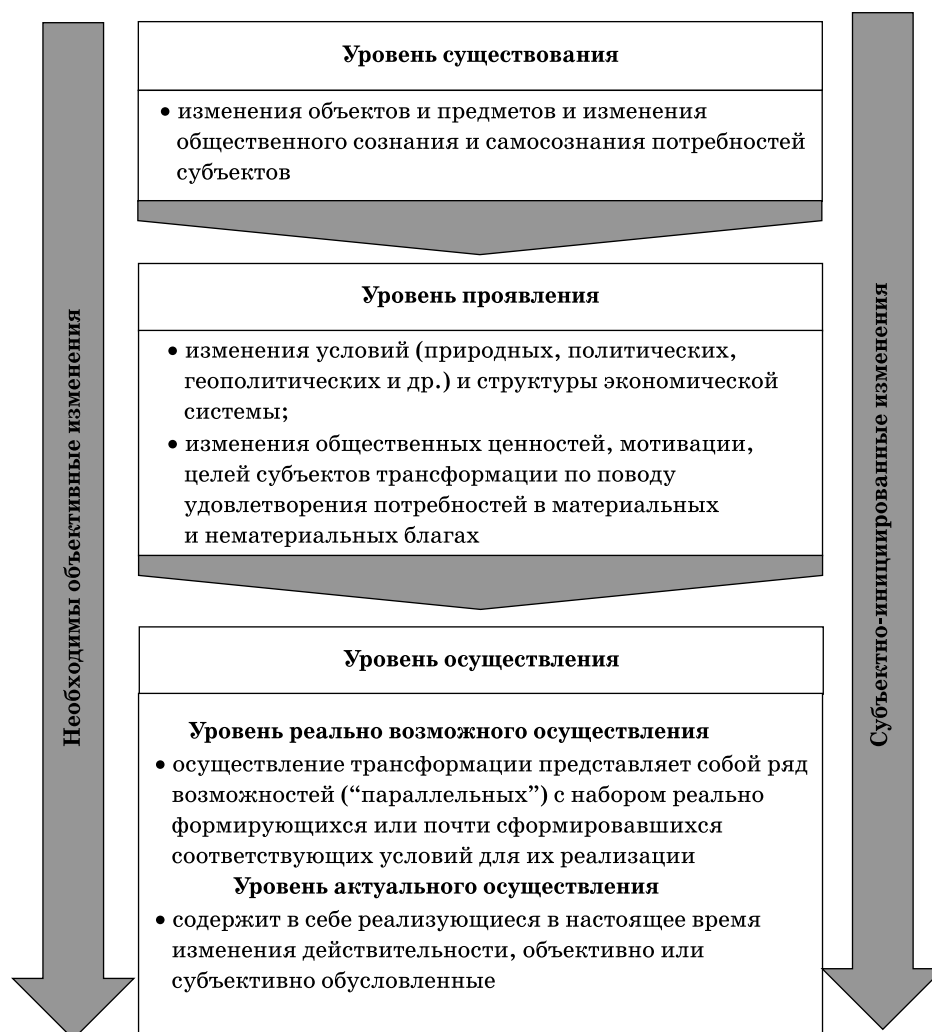 Необходимы объективные изменения
Уровень существования
• изменения объектов и предметов и изменения
общественного сознания и самосознания потребностей
субъектов
Уровень проявления
• изменения условий (природных, политических,
геополитических и др.) и структуры экономической
системы;
• изменения общественных ценностей, мотивации,
целей субъектов трансформации по поводу
удовлетворения потребностей в материальных
и нематериальных благах
Уровень осуществления
Уровень реально возможного осуществления
• осуществление трансформации представляет собой ряд
возможностей (“параллельных”) с набором реально
формирующихся или почти сформировавшихся
соответствующих условий для их реализации
Уровень актуального осуществления
• содержит в себе реализующиеся в настоящее время
изменения действительности, объективно или
субъективно обусловленные
Субъектно-инициированные изменения